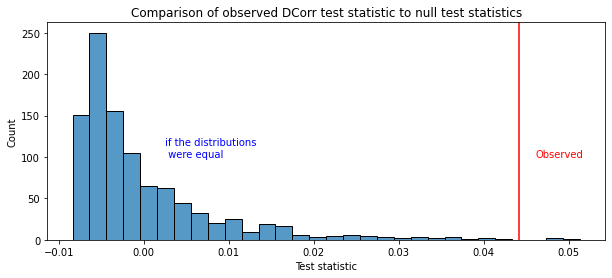 Comparison of observed DCorr test statistic to null test statistics
250
200
150
100
50
0
Count
if the distributions
were equal
Observed
−0.01
0.00
0.01
0.02
0.03
0.04
0.05
Test statistic